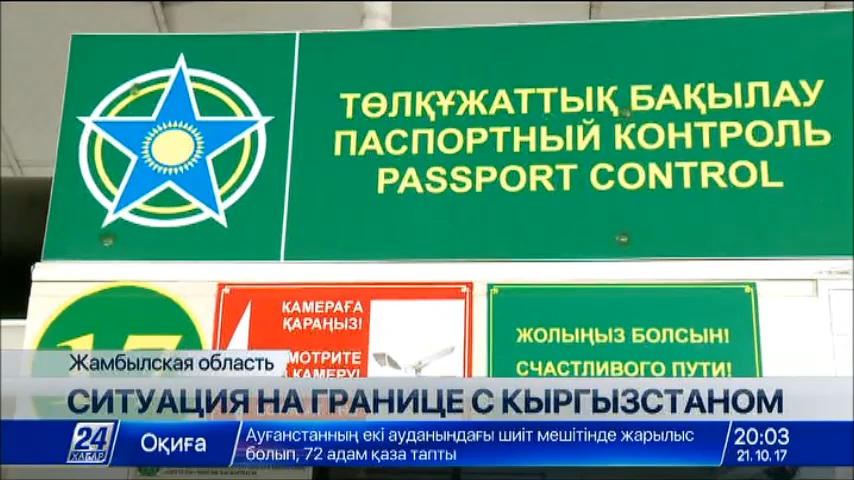 ТӨЛҚҰЖАТТЫҚ БАҚЫЛАУ
ПАСПОРТНЫЙ КОНТРОЛЬ
PASSPORT CONTROL
17
КАМЕРАҒА
ҚАРАҢЫЗ!
СМОТРИТЕ
В КАМЕРУ!
ЖОЛЫҢЫЗ БОЛСЫН!
СЧАСТЛИВОГО ПУТИ!
Жамбылская область
СИТУАЦИЯ НА ГРАНИЦЕ С КЫРГЫЗСТАНОМ
24
ХАБАР
Оқиға
Ауғанстанның екі ауданындағы шиіт мешітінде жарылыс
болып, 72 адам қаза тапты
20:03
21.10.17